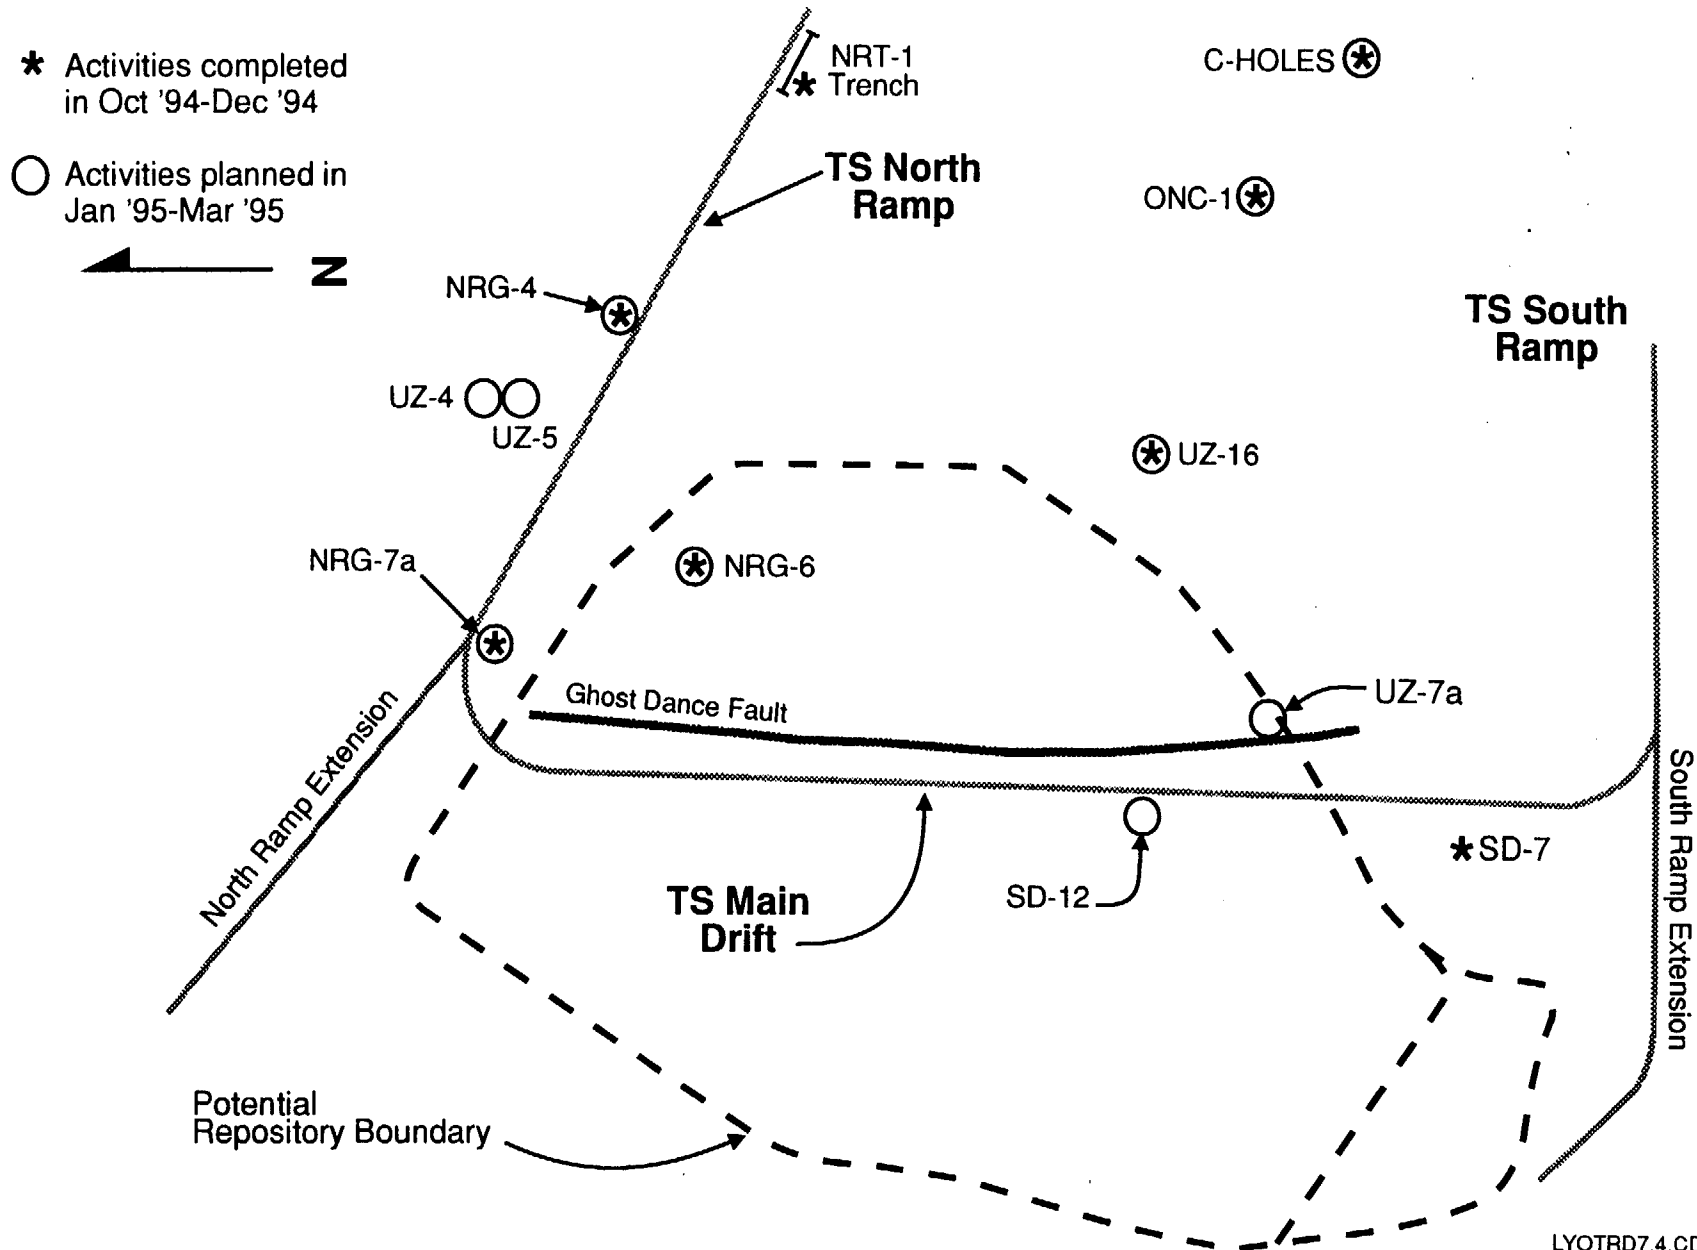 * Activities completed
in Oct '94-Dec '94
Activities planned in
Jan '95-Mar '95
N
NRT-1
* Trench
C-HOLES
TS North
Ramp
ONC-1
NRG-4
TS South
Ramp
UZ-4
UZ-5
UZ-16
NRG-7a
NRG-6
Ghost Dance Fault
UZ-7a
North Ramp Extension
South Ramp Extension
* SD-7
TS Main
Drift
SD-12
Potential
Repository Boundary